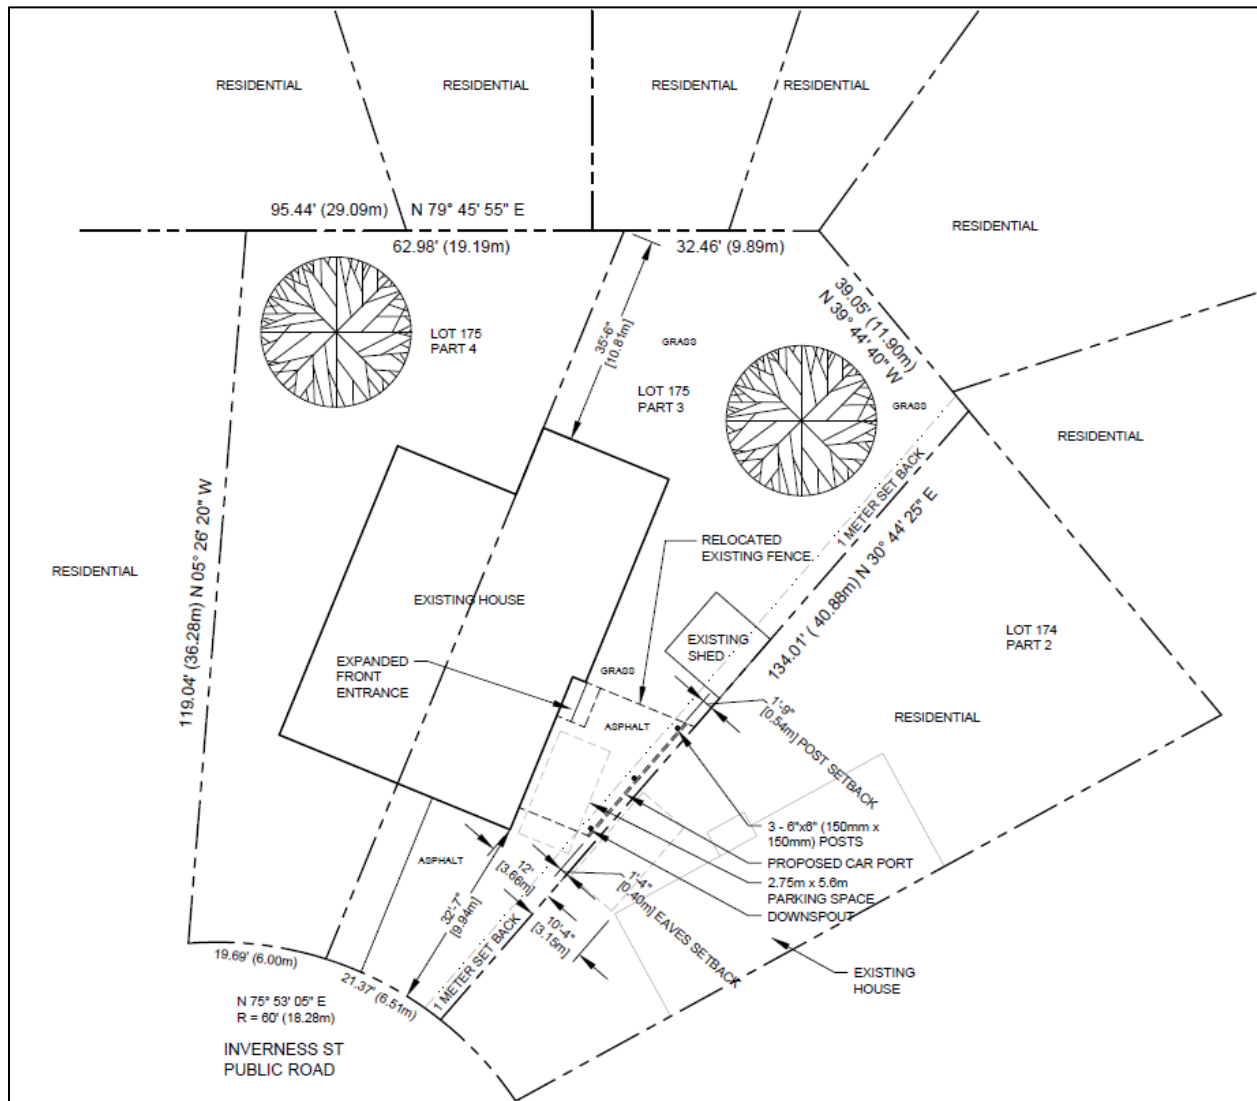 RESIDENTIAL
RESIDENTIAL
RESIDENTIAL
RESIDENTIAL
95.44' (29.09m) N 79° 45' 55" E
62.98' (19.19m)
32.46' (9.89m)
RESIDENTIAL
39.05' (11.90m)
N 39° 44' 40" W
LOT 175
PART 4
35'-6"
[10.81m]
GRASS
LOT 175
PART 3
GRASS
RESIDENTIAL
1 METER SET BACK
134.01' ( 40.88m) N 30° 44' 25" E
119.04' (36.28m) N 05° 26' 20" W
RELOCATED
EXISTING FENCE
RESIDENTIAL
EXISTING HOUSE
EXISTING
SHED
LOT 174
PART 2
EXPANDED
FRONT
ENTRANCE
GRASS
ASPHALT
1'-9"
[0.54m] POST SETBACK
RESIDENTIAL
3 - 6"x6" (150mm x
150mm) POSTS
PROPOSED CAR PORT
2.75m x 5.6m
PARKING SPACE
DOWNSPOUT
ASPHALT
12'
[3.66m]
1'-4"
[0.40m] EAVES SETBACK
32'-7"
[9.94m]
10'-4"
[3.15m]
1 METER SET BACK
EXISTING
HOUSE
19.69' (6.00m)
21.37' (6.51m)
N 75° 53' 05" E
R = 60' (18.28m)
INVERNESS ST
PUBLIC ROAD